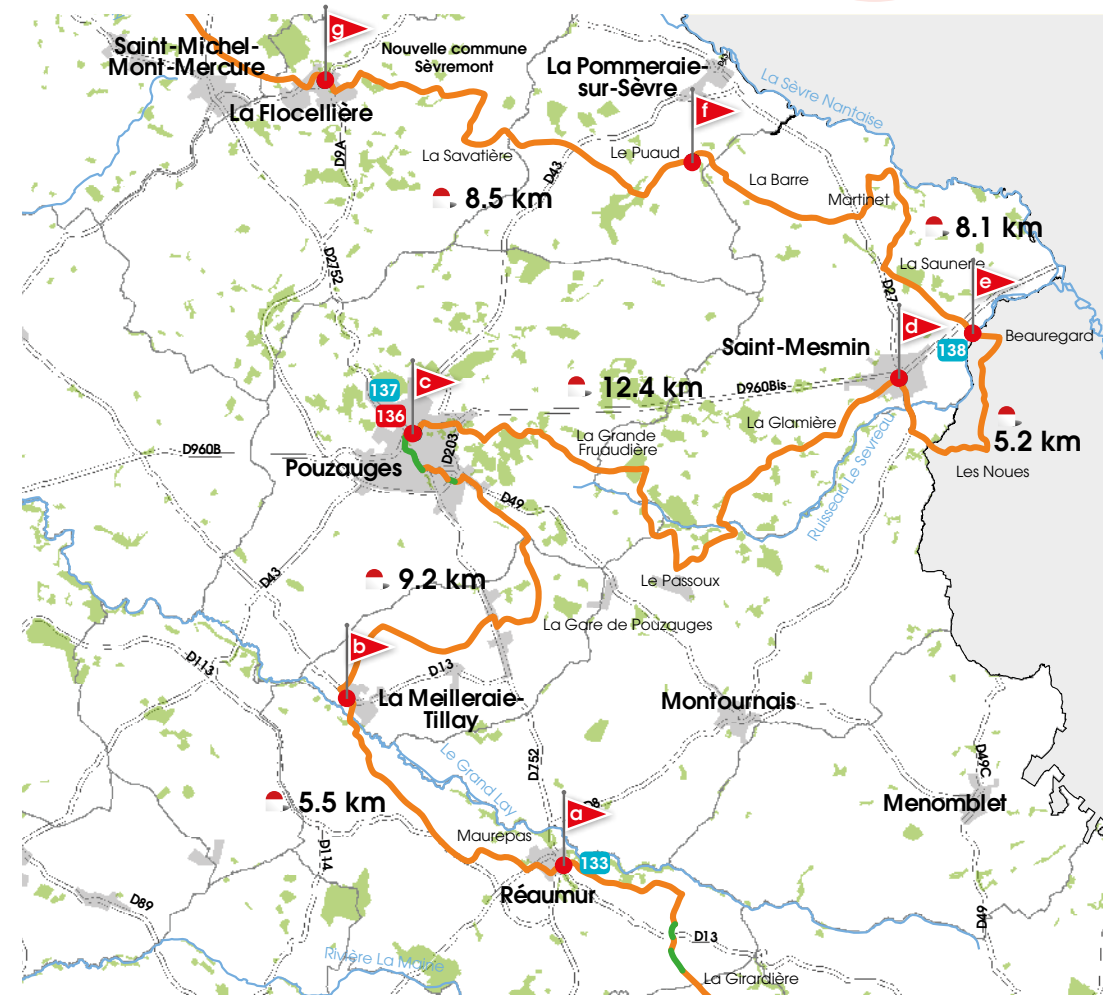 g
Saint-Michel-
Mont-Mercure
Nouvelle commune
Sèvremont
La Pommeraie-
sur-Sèvre
La Sèvre Nantaise
La Flocellière
f
D9A
La Savatière
D43
Le Puaud
La Barre
Martinet
8.5 km
8.1 km
D2752
La Saunerie
e
D27
d
Beauregard
Saint-Mesmin
138
137
c
12.4 km
D960Bis
136
La Glamière
5.2 km
La Grande
Fruaudière
D203
D960B
Pouzauges
Les Noues
D49
Ruisseau Le Sevreau
D43
9.2 km
Le Passoux
La Gare de Pouzauges
b
D113
D13
La Meilleraie-
Tillay
Montournais
Le Grand Lay
D752
D49C
5.5 km
a
D8
Menomblet
Maurepas
133
D114
Réaumur
D89
D49
D13
Rivière La Maine
La Girardière